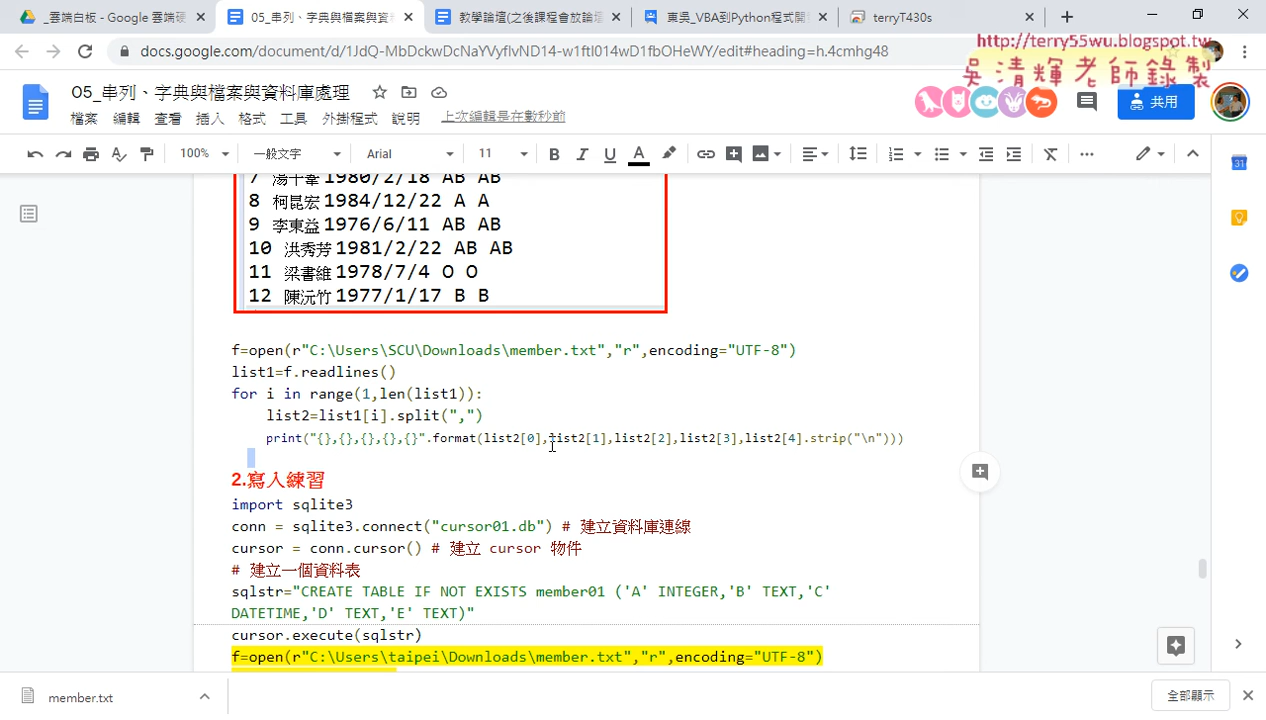 _雲端白板 - Google 雲端硬
05_串列、字典與檔案與資
教學論壇(之後課程會放論壇
東吳_VBA到Python程式開
terryT430s
docs.google.com/document/d/1JdQ-MbDckwDcNaYVyfIvND14-w1ftI014wD1fbOHeWY/edit#heading=h.4cmhg48
http://terry55wu.blogspot.tw
吳清輝老師錄製
05_串列、字典與檔案與資料庫處理
檔案 編輯 查看 插入 格式 工具 外掛程式 說明 上次編輯是在數秒前
共用
100% 一般文字 Arial 11 B I U A
31
7 湯千峯 1980/2/18 AB AB
8 柯昆宏 1984/12/22 A A
9 李東益 1976/6/11 AB AB
10 洪秀芳 1981/2/22 AB AB
11 梁書維 1978/7/4 O O
12 陳沅竹 1977/1/17 B B
f=open(r"C:\Users\SCU\Downloads\member.txt","r",encoding="UTF-8")
list1=f.readlines()
for i in range(1,len(list1)):
list2=list1[i].split(",")
print("{},{},{},{},{}".format(list2[0],list2[1],list2[2],list2[3],list2[4].strip("\n")))
2.寫入練習
import sqlite3
conn = sqlite3.connect("cursor01.db") # 建立資料庫連線
cursor = conn.cursor() # 建立 cursor 物件
# 建立一個資料表
sqlstr="CREATE TABLE IF NOT EXISTS member01 ('A' INTEGER,'B' TEXT,'C'
DATETIME,'D' TEXT,'E' TEXT)"
cursor.execute(sqlstr)
f=open(r"C:\Users\taipei\Downloads\member.txt","r",encoding="UTF-8")
member.txt
全部顯示